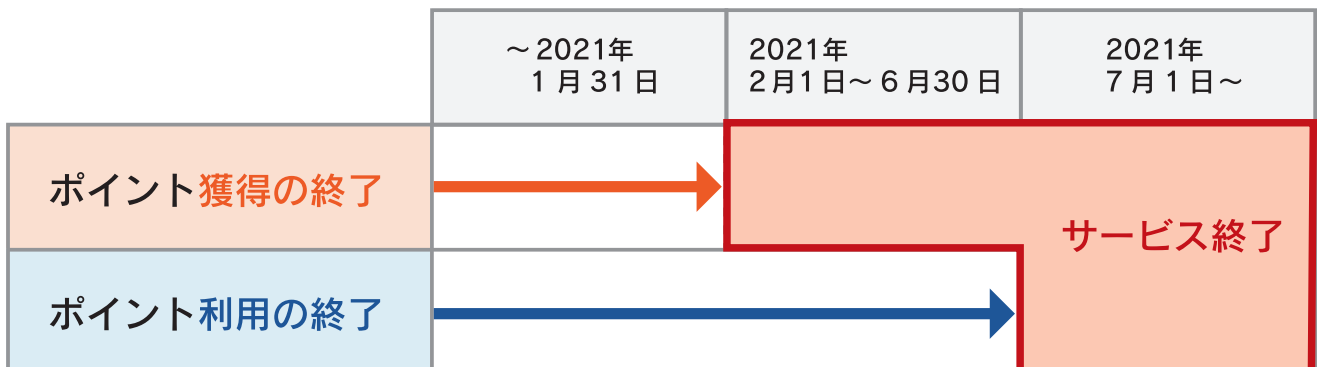 ～2021年
1月31日
2021年
2月1日～6月30日
2021年
7月1日～
ポイント獲得の終了
サービス終了
ポイント利用の終了